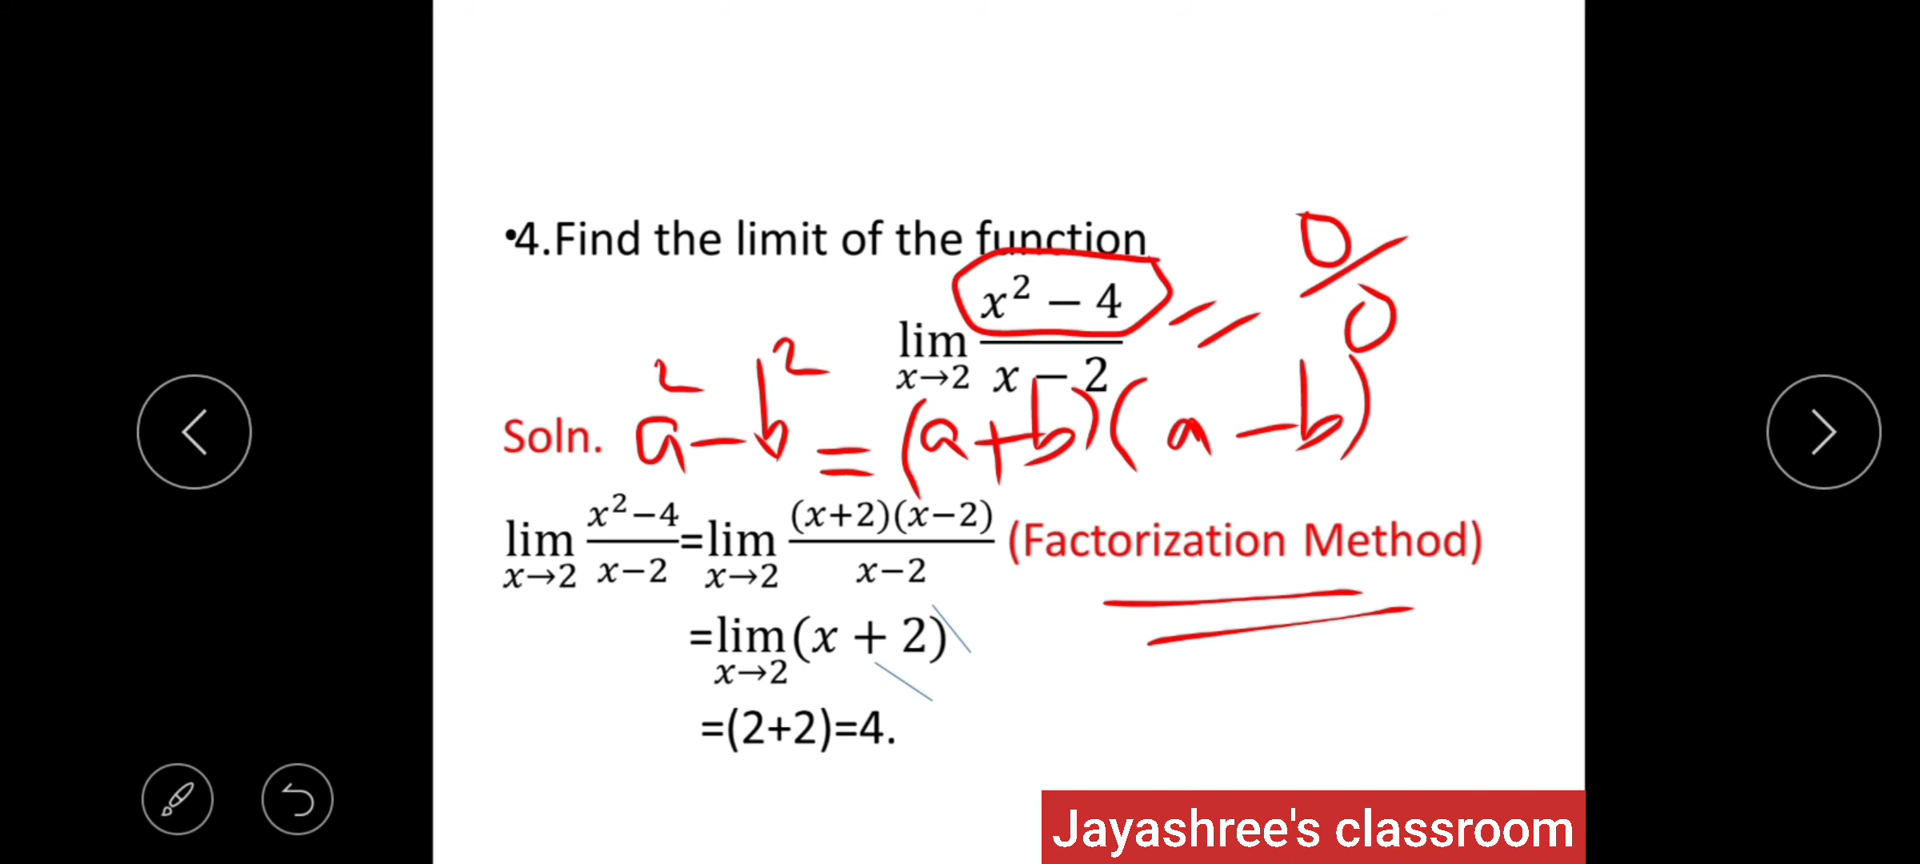 •4.Find the limit of the function
lim x→2 (x² − 4)/(x − 2) = 0/0
Soln. a² − b² = (a+b)(a−b)
lim x→2 (x²−4)/(x−2) = lim x→2 (x+2)(x−2)/(x−2) (Factorization Method)
=lim x→2 (x + 2)
=(2+2)=4.
Jayashree's classroom